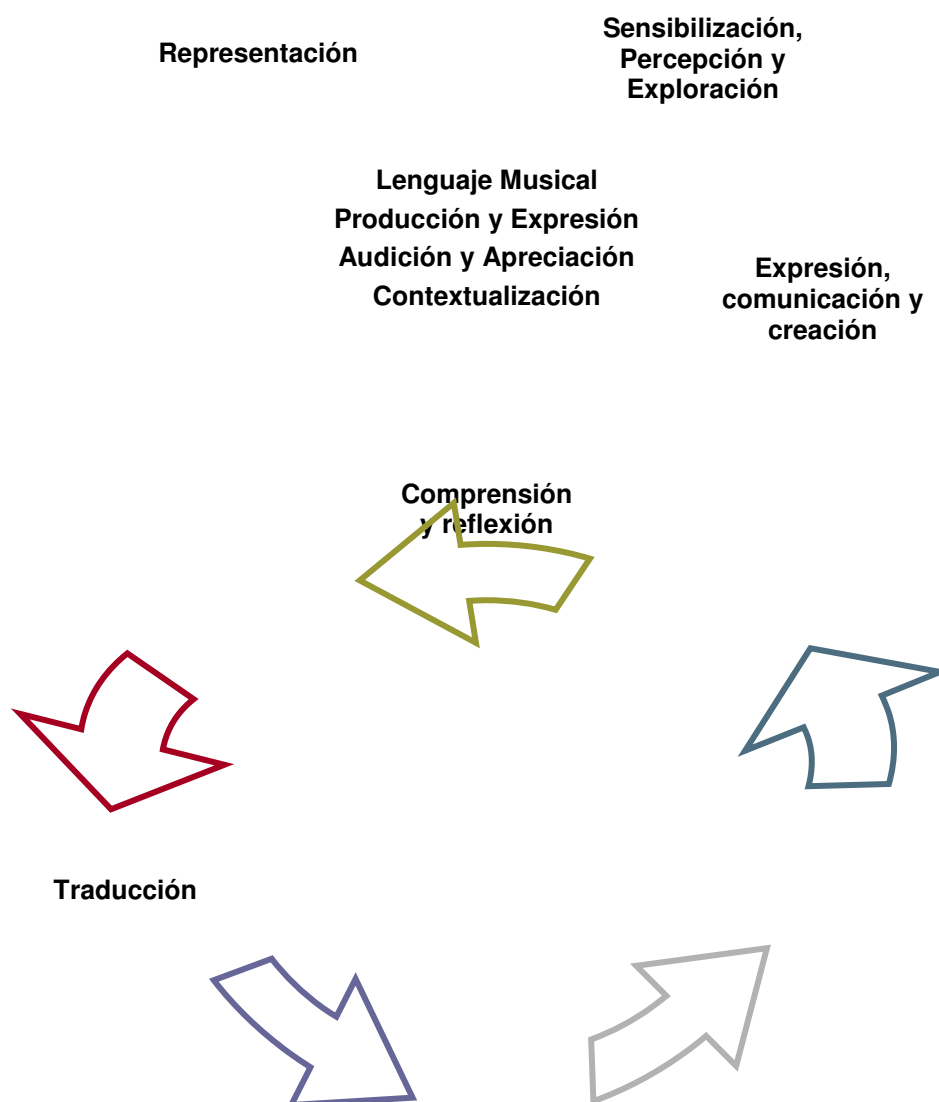 Representación
Sensibilización,
Percepción y
Exploración
Lenguaje Musical
Producción y Expresión
Audición y Apreciación
Contextualización
Expresión,
comunicación y
creación
Comprensión
y reflexión
Traducción